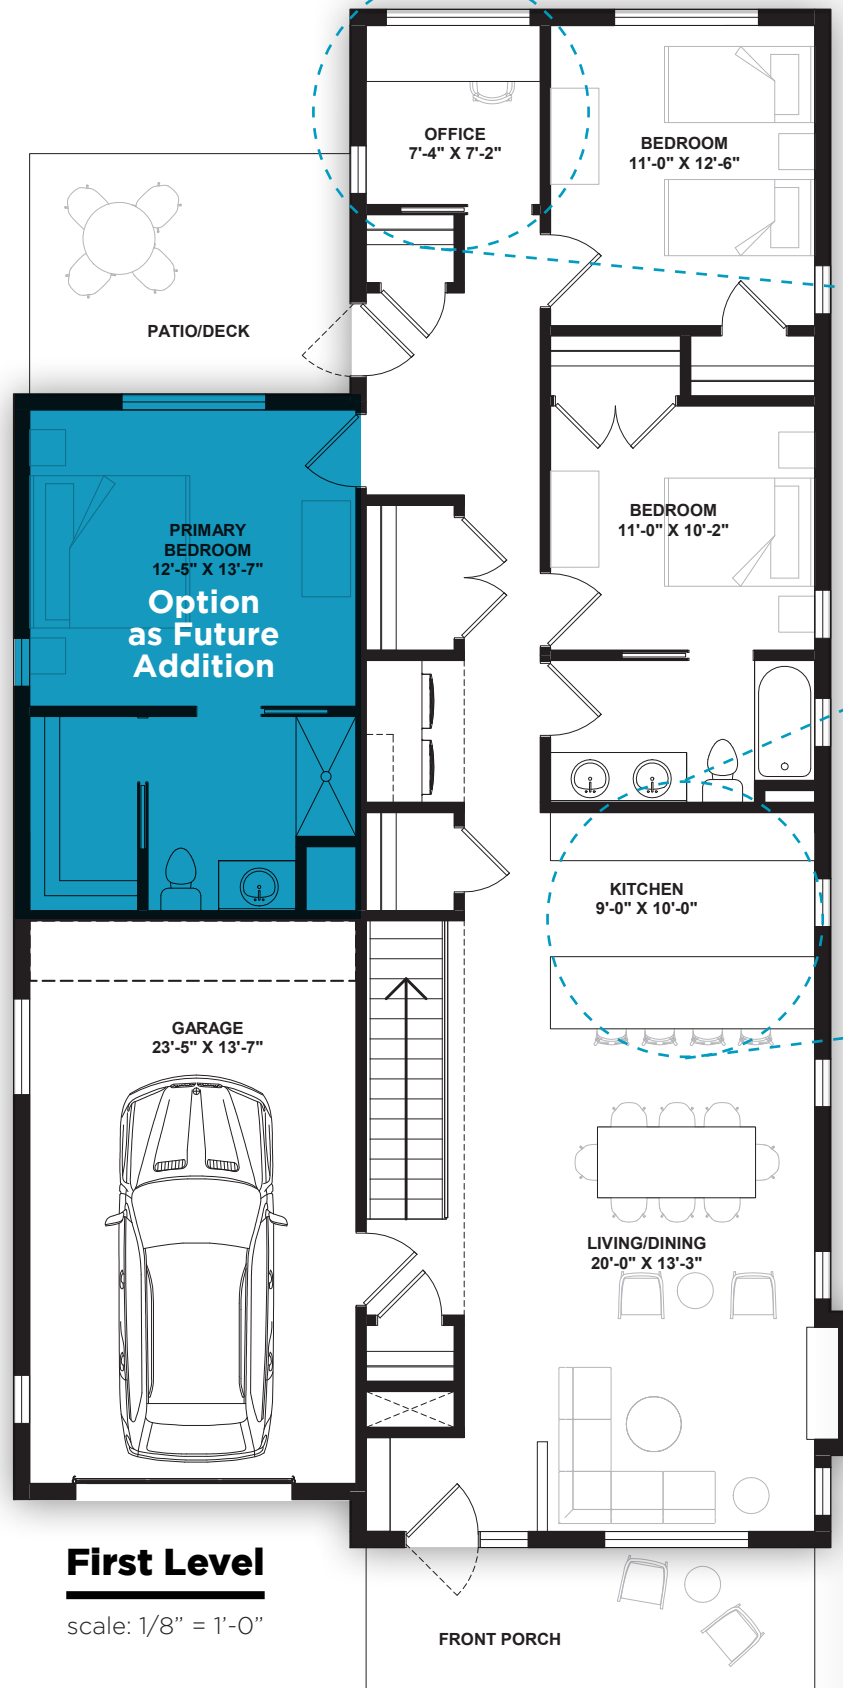 OFFICE
7'-4" X 7'-2"
BEDROOM
11'-0" X 12'-6"
PATIO/DECK
PRIMARY
BEDROOM
12'-5" X 13'-7"
Option
as Future
Addition
BEDROOM
11'-0" X 10'-2"
KITCHEN
9'-0" X 10'-0"
GARAGE
23'-5" X 13'-7"
LIVING/DINING
20'-0" X 13'-3"
First Level
scale: 1/8” = 1’-0”
FRONT PORCH